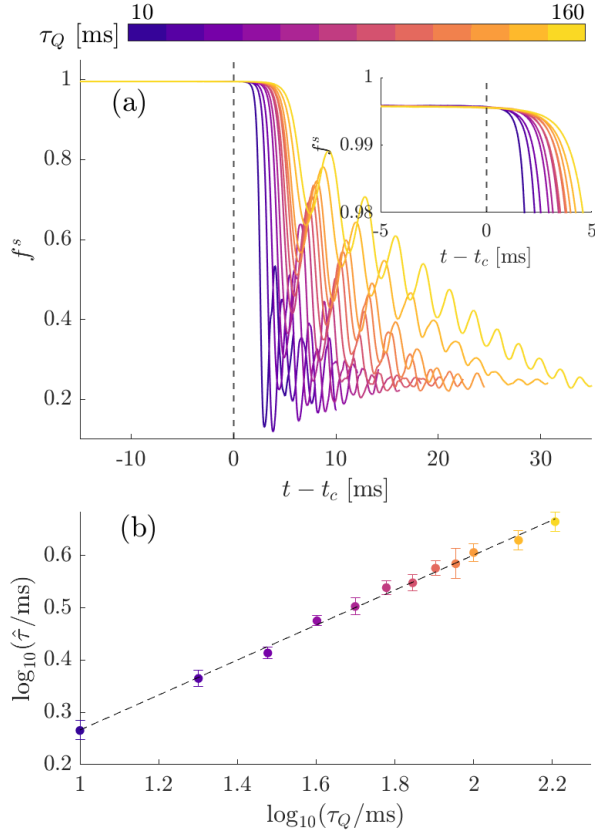 10 160
τ_Q [ms]
(a)
1
0.8
0.6
0.4
0.2
f^s
-10 0 10 20 30
t − t_c [ms]
1
0.99
0.98
f^s
-5 0 5
t − t_c [ms]
(b)
0.6
0.5
0.4
0.3
0.2
log₁₀(τ̂/ms)
1 1.2 1.4 1.6 1.8 2 2.2
log₁₀(τ_Q/ms)